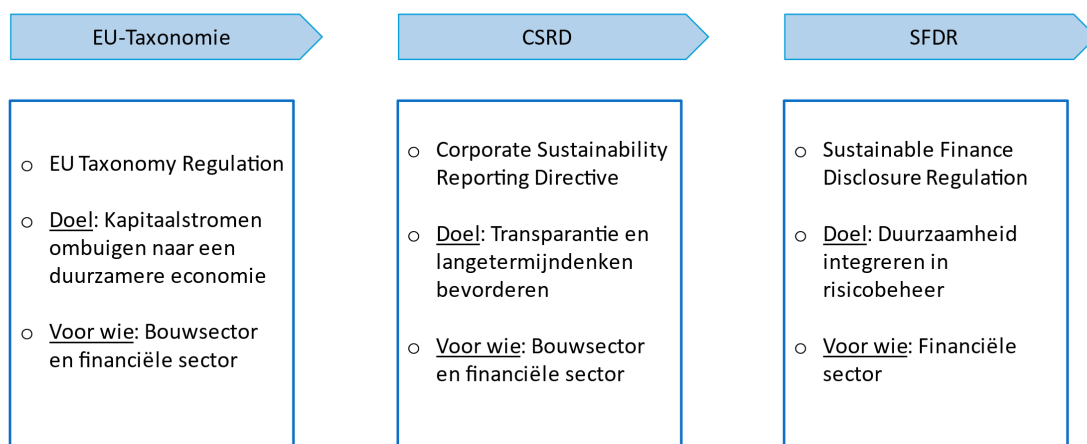 EU-Taxonomie
CSRD
SFDR
o EU Taxonomy Regulation
o Doel: Kapitaalstromen
ombuigen naar een
duurzamere economie
o Voor wie: Bouwsector
en financiële sector
o Corporate Sustainability
Reporting Directive
o Doel: Transparantie en
langetermijndenken
bevorderen
o Voor wie: Bouwsector
en financiële sector
o Sustainable Finance
Disclosure Regulation
o Doel: Duurzaamheid
integreren in
risicobeheer
o Voor wie: Financiële
sector